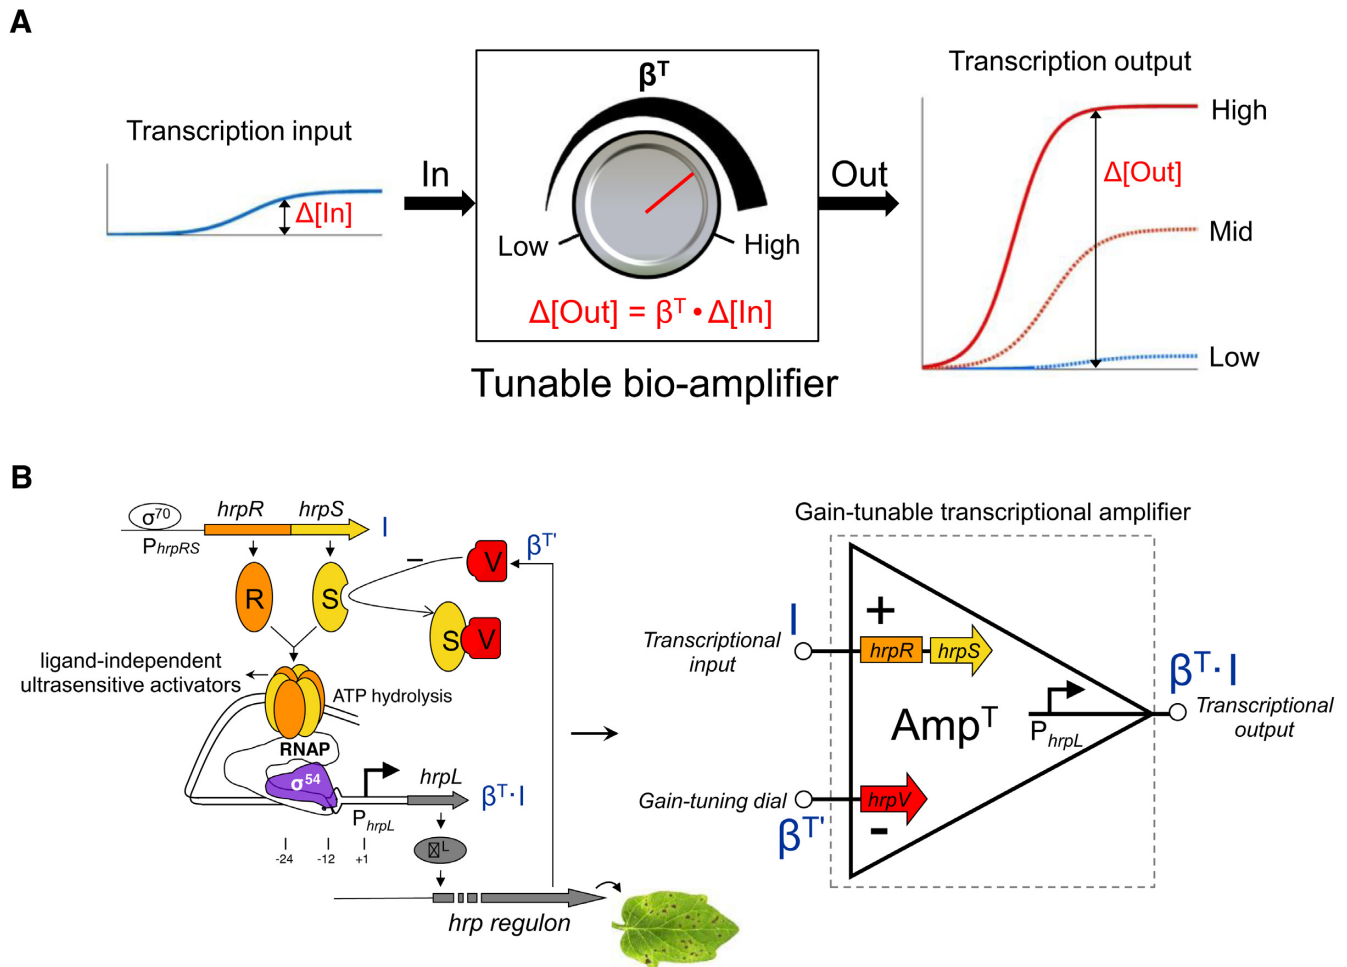 A
Transcription input
Δ[In]
In
βᵀ
Low
High
Δ[Out] = βᵀ • Δ[In]
Tunable bio-amplifier
Out
Transcription output
High
Δ[Out]
Mid
Low
B
σ⁷⁰
hrpR
hrpS
I
PhrpRS
R
S
–
V
βᵀ'
S
V
ligand-independent
ultrasensitive activators
ATP hydrolysis
RNAP
σ⁵⁴
hrpL
βᵀ·I
PhrpL
-24
-12
+1
L
hrp regulon
Gain-tunable transcriptional amplifier
I
Transcriptional
input
+
hrpR
hrpS
Ampᵀ
PhrpL
βᵀ·I
Transcriptional
output
Gain-tuning dial
βᵀ'
hrpV
-